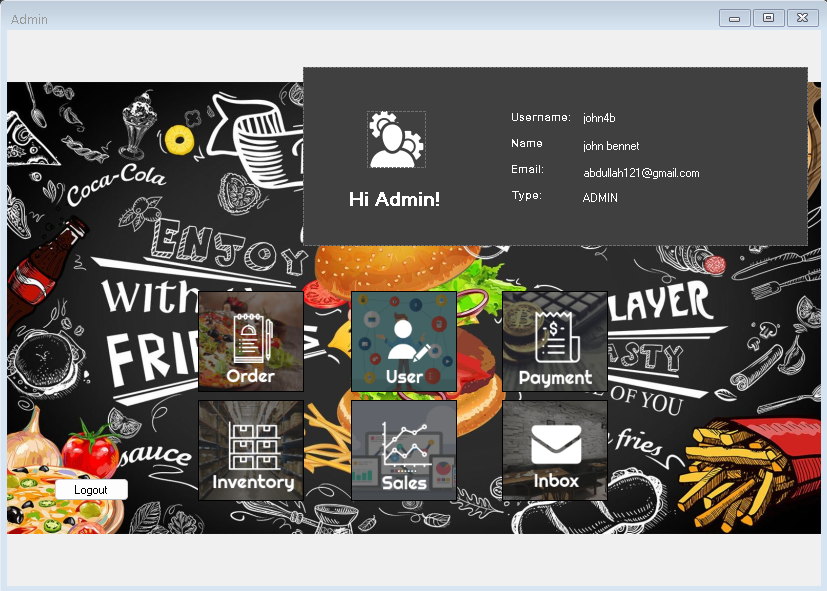 Admin
Username: john4b
Name john bennet
Email: abdullah121@gmail.com
Type: ADMIN
Hi Admin!
Coca-Cola
ENJOY
WITH
LAYER
FRI S
ASTY
OF YOU
Order
User
Payment
sauce
fries
Inventory
Sales
Inbox
Logout